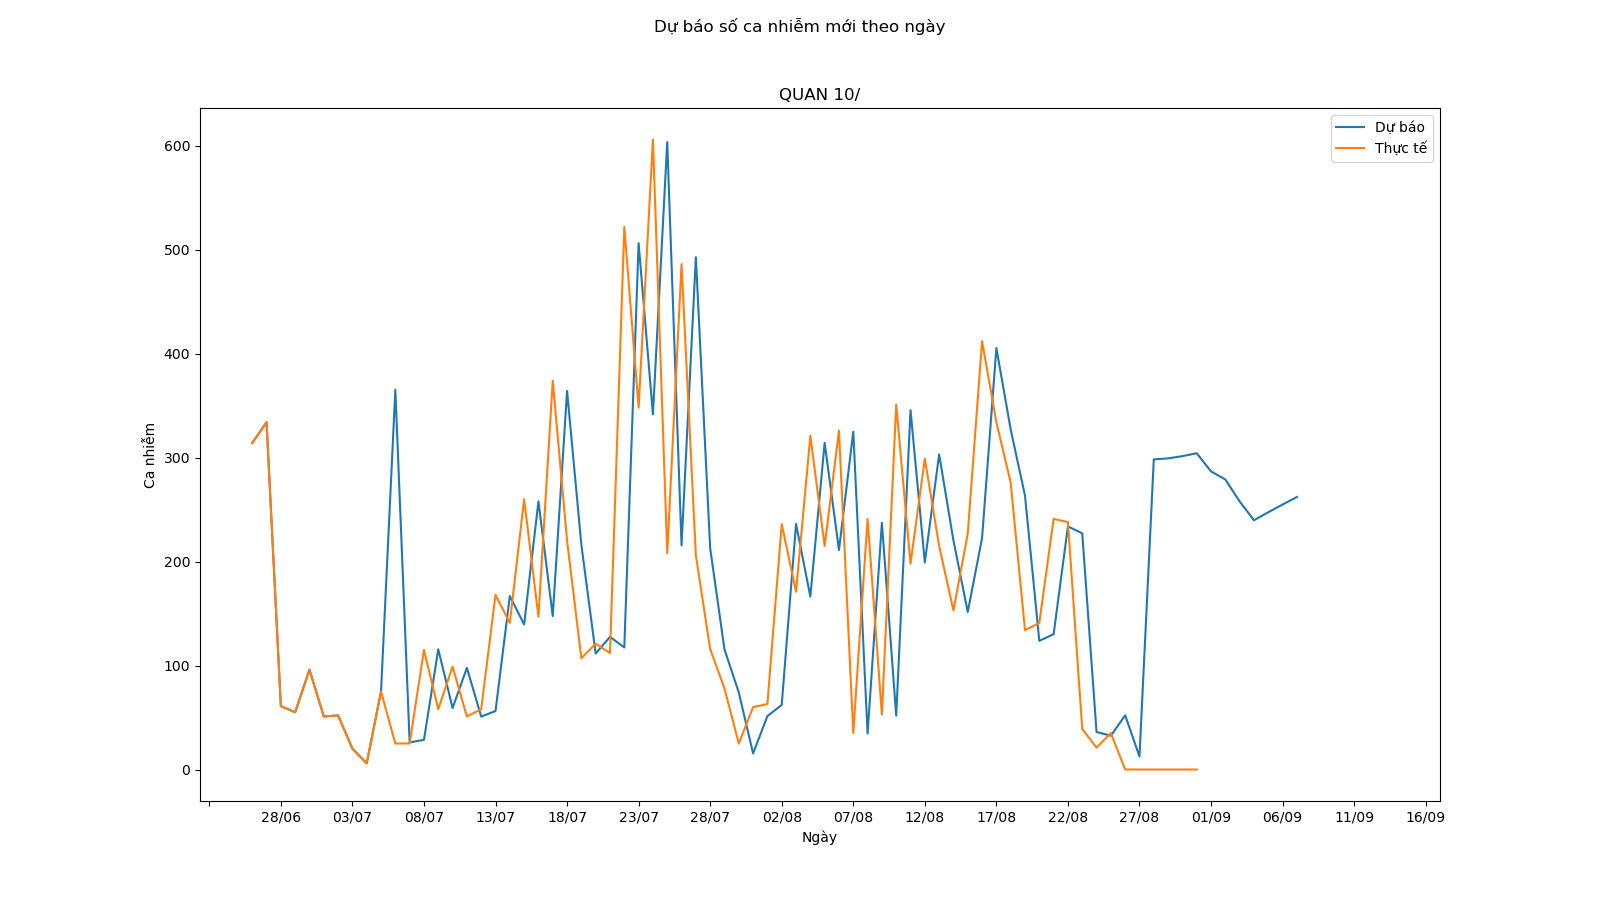 Dự báo số ca nhiễm mới theo ngày
QUAN 10/
Dự báo
Thực tế
600
500
400
300
200
100
0
Ca nhiễm
28/06 03/07 08/07 13/07 18/07 23/07 28/07 02/08 07/08 12/08 17/08 22/08 27/08 01/09 06/09 11/09 16/09
Ngày